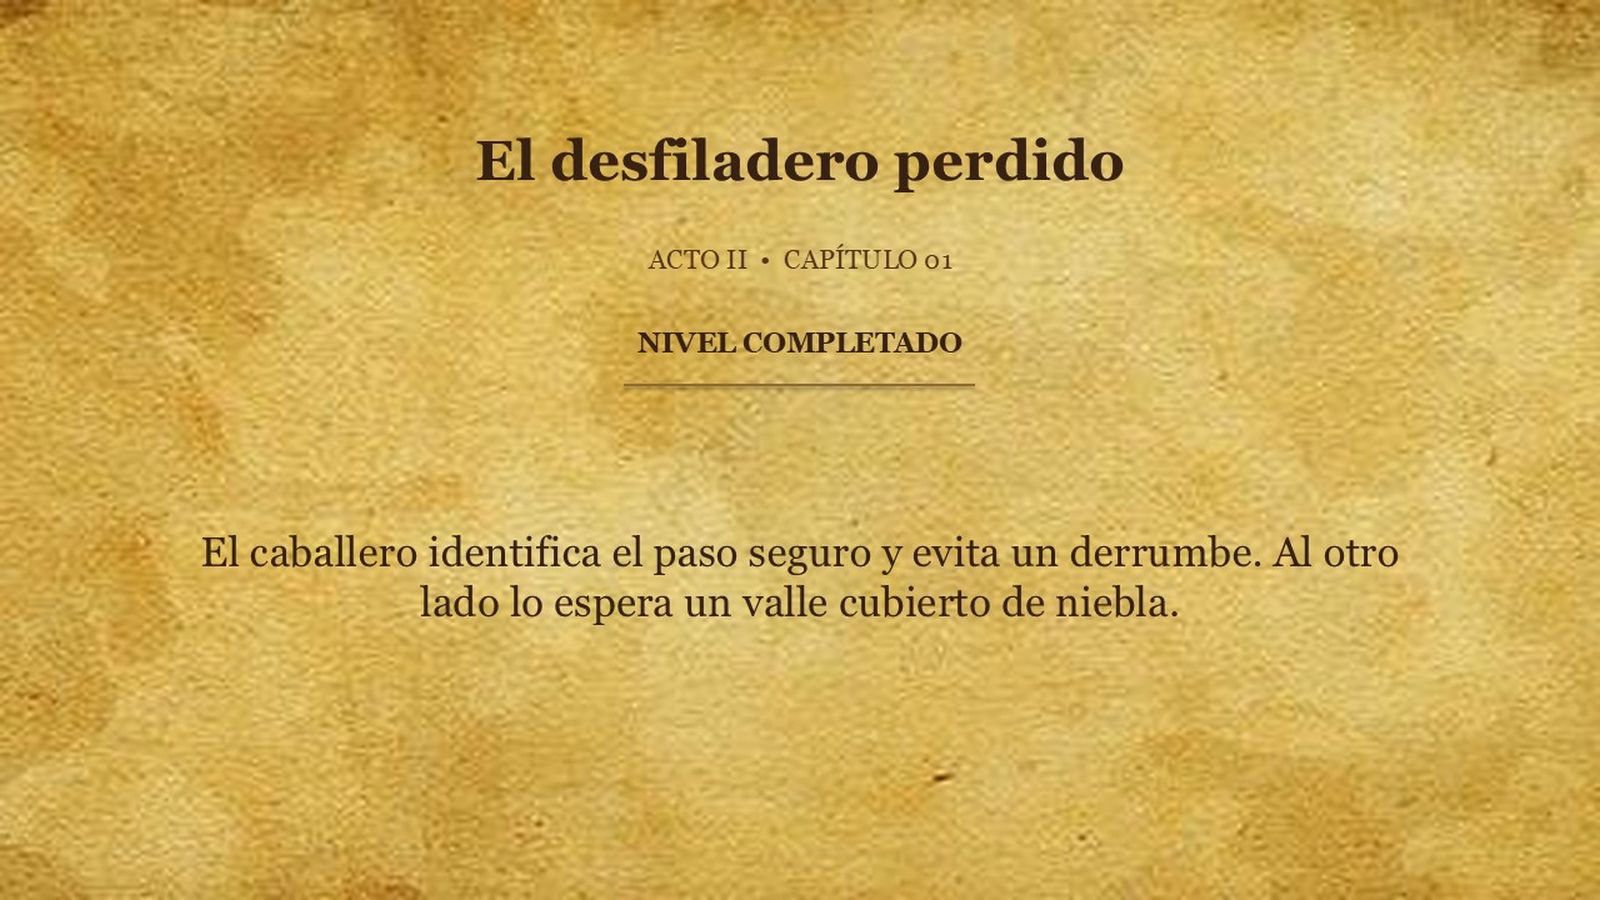 El desfiladero perdido
ACTO II • CAPÍTULO 01
NIVEL COMPLETADO
El caballero identifica el paso seguro y evita un derrumbe. Al otro
lado lo espera un valle cubierto de niebla.